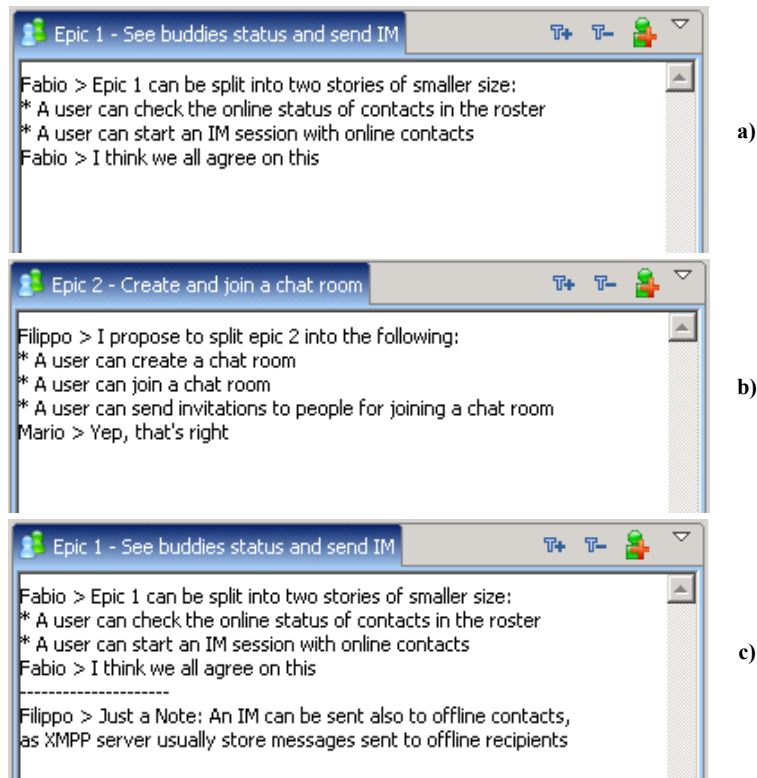 Epic 1 - See buddies status and send IM
T+ T-
Fabio > Epic 1 can be split into two stories of smaller size:
* A user can check the online status of contacts in the roster
* A user can start an IM session with online contacts
Fabio > I think we all agree on this
a)
Epic 2 - Create and join a chat room
T+ T-
Filippo > I propose to split epic 2 into the following:
* A user can create a chat room
* A user can join a chat room
* A user can send invitations to people for joining a chat room
Mario > Yep, that's right
b)
Epic 1 - See buddies status and send IM
T+ T-
Fabio > Epic 1 can be split into two stories of smaller size:
* A user can check the online status of contacts in the roster
* A user can start an IM session with online contacts
Fabio > I think we all agree on this
---------------------
Filippo > Just a Note: An IM can be sent also to offline contacts,
as XMPP server usually store messages sent to offline recipients
c)